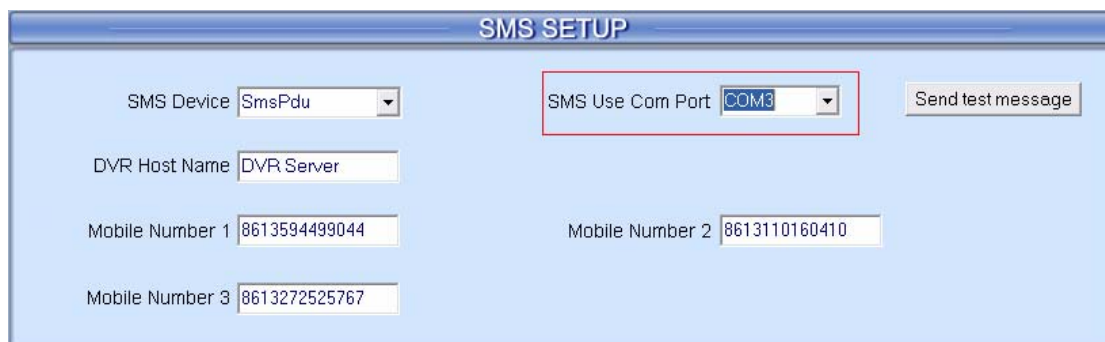 SMS SETUP
SMS Device SmsPdu SMS Use Com Port COM3 Send test message
DVR Host Name DVR Server
Mobile Number 1 8613594499044 Mobile Number 2 8613110160410
Mobile Number 3 8613272525767